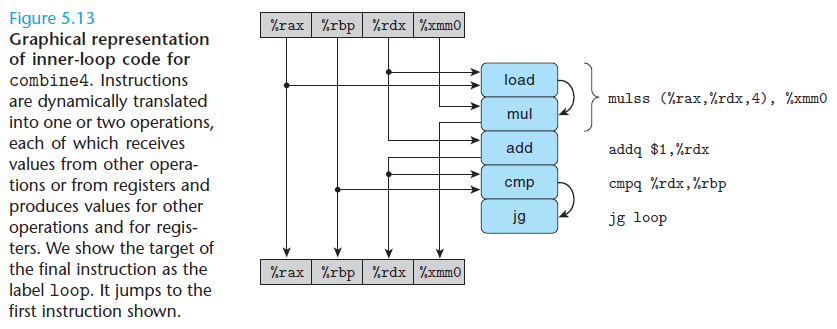 Figure 5.13
Graphical representation
of inner-loop code for
combine4. Instructions
are dynamically translated
into one or two operations,
each of which receives
values from other opera-
tions or from registers and
produces values for other
operations and for regis-
ters. We show the target of
the final instruction as the
label loop. It jumps to the
first instruction shown.
%rax %rbp %rdx %xmm0
load
mul
mulss (%rax,%rdx,4), %xmm0
add
addq $1,%rdx
cmp
cmpq %rdx,%rbp
jg
jg loop
%rax %rbp %rdx %xmm0